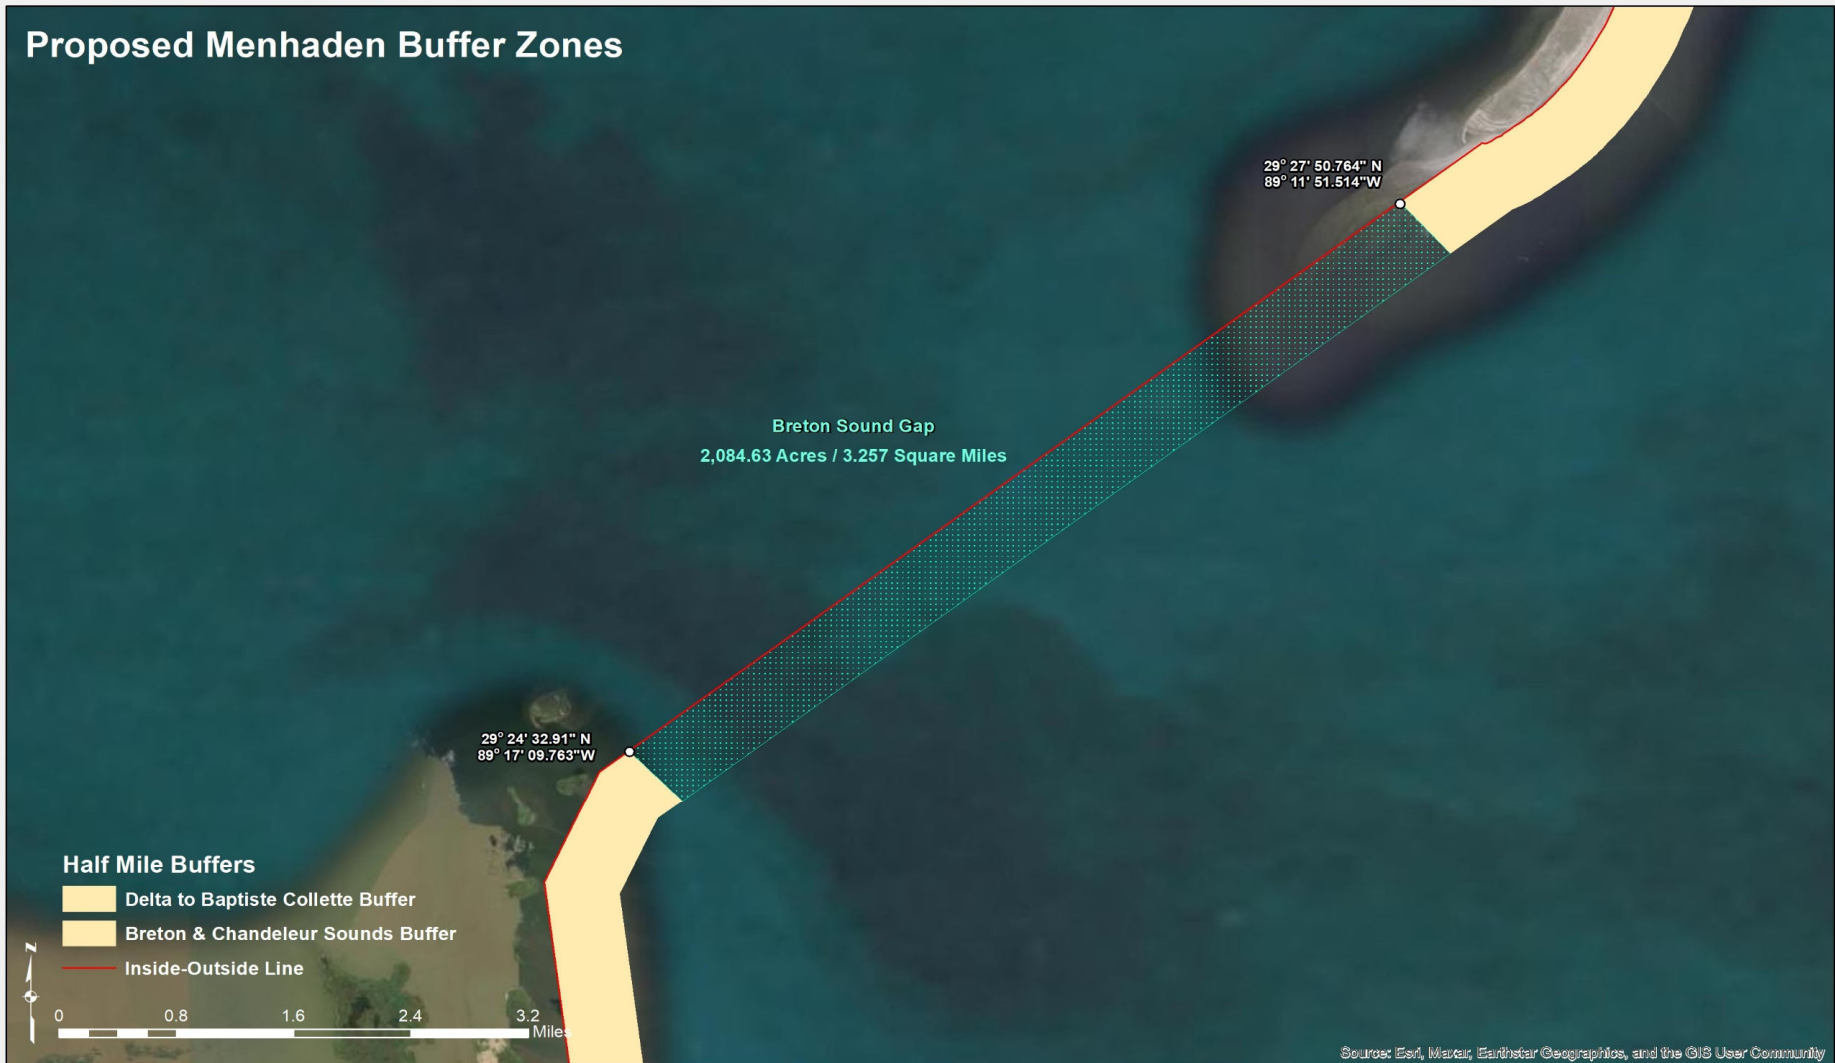 Proposed Menhaden Buffer Zones
29° 27' 50.764" N
89° 11' 51.514"W
Breton Sound Gap
2,084.63 Acres / 3.257 Square Miles
29° 24' 32.91" N
89° 17' 09.763"W
Half Mile Buffers
Delta to Baptiste Collette Buffer
Breton & Chandeleur Sounds Buffer
Inside-Outside Line
N
0 0.8 1.6 2.4 3.2
Miles
Source: Esri, Maxar, Earthstar Geographics, and the GIS User Community